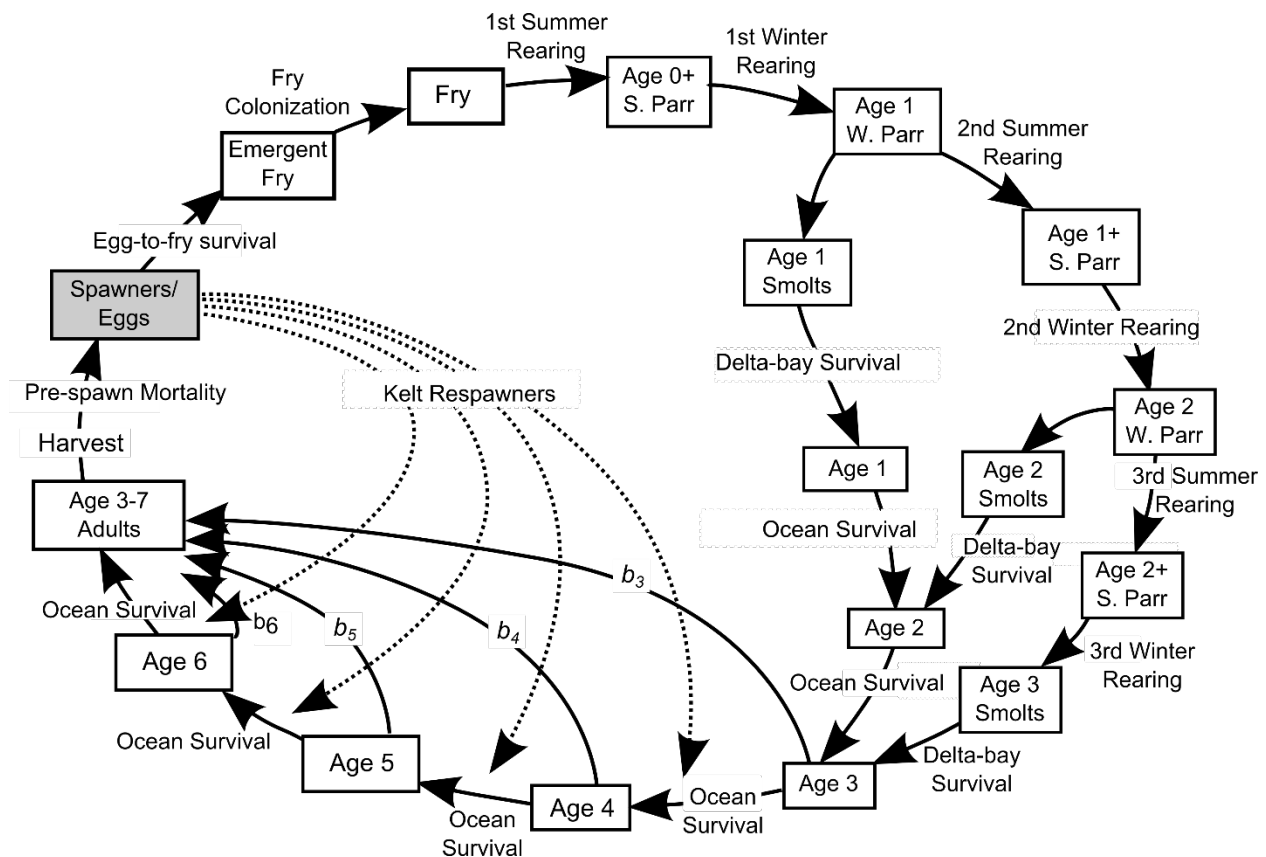 1st Summer
Rearing
1st Winter
Rearing
Fry
Colonization
Fry
Age 0+
S. Parr
Age 1
W. Parr
2nd Summer
Rearing
Emergent
Fry
Egg-to-fry survival
Age 1+
S. Parr
Age 1
Smolts
Spawners/
Eggs
2nd Winter Rearing
Delta-bay Survival
Pre-spawn Mortality
Kelt Respawners
Age 2
W. Parr
Harvest
Age 1
Age 2
Smolts
3rd Summer
Rearing
Age 3-7
Adults
Ocean Survival
Delta-bay
Survival
Age 2+
S. Parr
b3
Ocean Survival
b6
b5
b4
Age 2
Age 6
3rd Winter
Rearing
Ocean Survival
Age 3
Smolts
Ocean Survival
Age 5
Delta-bay
Survival
Age 3
Age 4
Ocean
Survival
Ocean
Survival